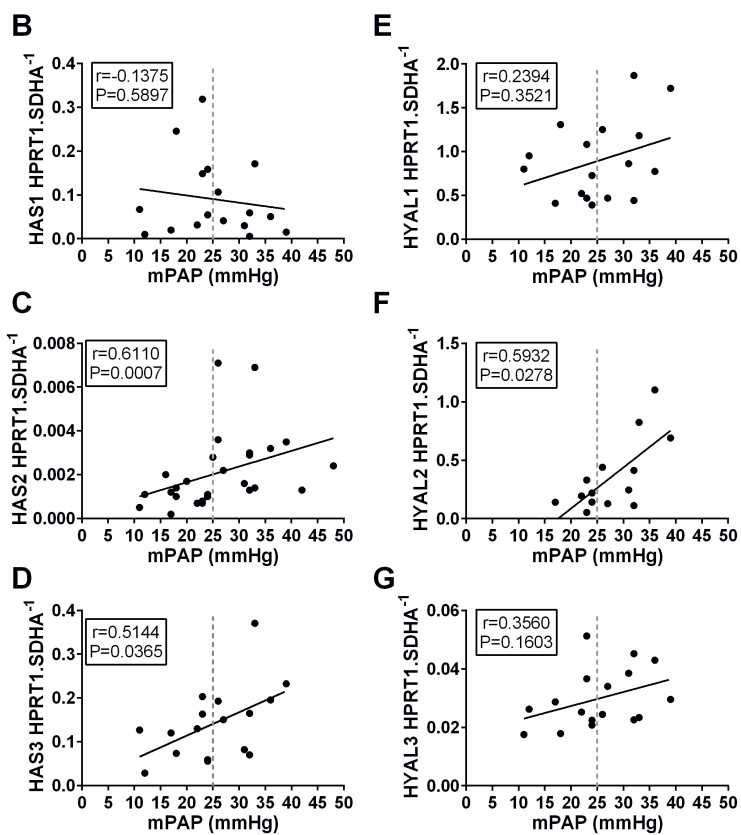 B
HAS1 HPRT1.SDHA⁻¹
r=-0.1375
P=0.5897
0.4
0.3
0.2
0.1
0.0
0 5 10 15 20 25 30 35 40 45 50
mPAP (mmHg)
E
HYAL1 HPRT1.SDHA⁻¹
r=0.2394
P=0.3521
2.0
1.5
1.0
0.5
0.0
0 5 10 15 20 25 30 35 40 45 50
mPAP (mmHg)
C
HAS2 HPRT1.SDHA⁻¹
r=0.6110
P=0.0007
0.008
0.006
0.004
0.002
0.000
0 5 10 15 20 25 30 35 40 45 50
mPAP (mmHg)
F
HYAL2 HPRT1.SDHA⁻¹
r=0.5932
P=0.0278
1.5
1.0
0.5
0.0
0 5 10 15 20 25 30 35 40 45 50
mPAP (mmHg)
D
HAS3 HPRT1.SDHA⁻¹
r=0.5144
P=0.0365
0.4
0.3
0.2
0.1
0.0
0 5 10 15 20 25 30 35 40 45 50
mPAP (mmHg)
G
HYAL3 HPRT1.SDHA⁻¹
r=0.3560
P=0.1603
0.06
0.04
0.02
0.00
0 5 10 15 20 25 30 35 40 45 50
mPAP (mmHg)